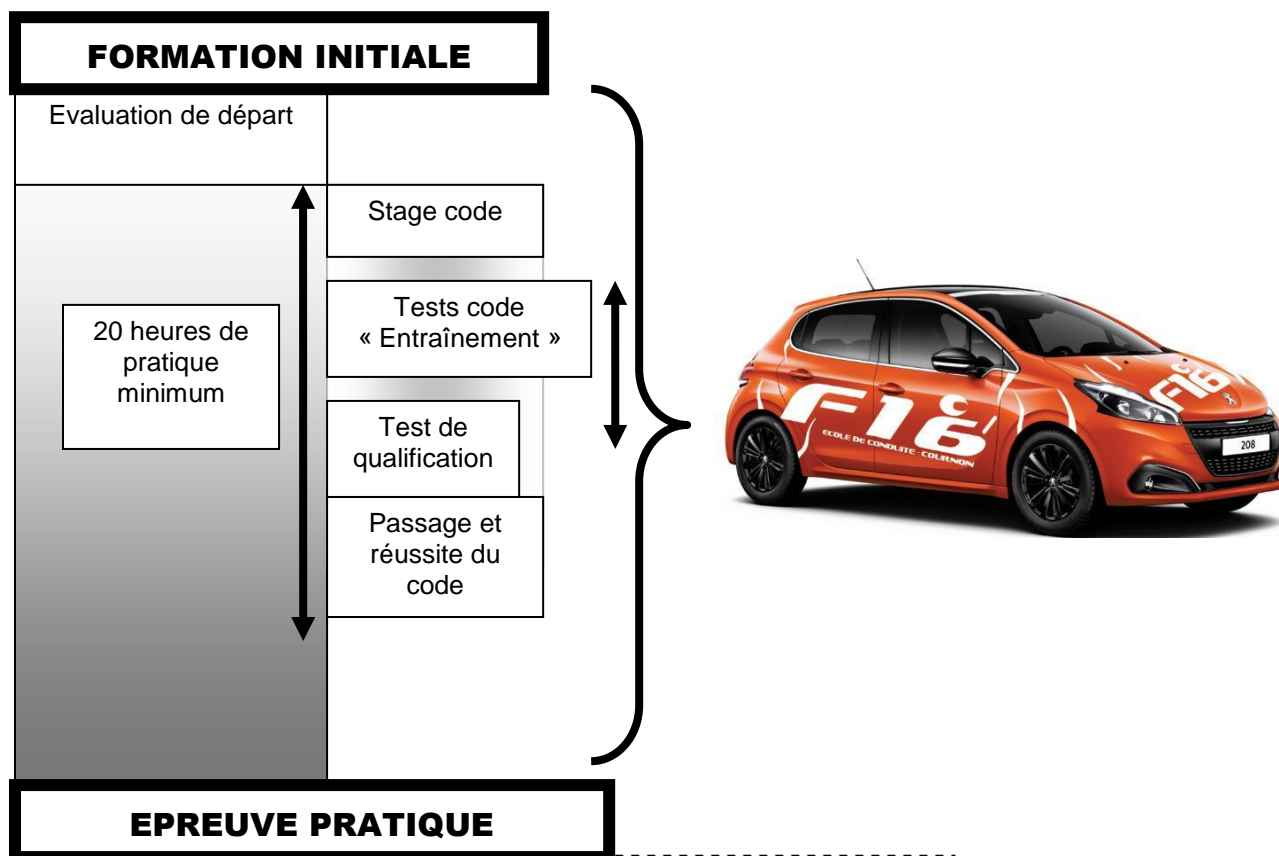 FORMATION INITIALE
Evaluation de départ
Stage code
Tests code
« Entraînement »
20 heures de
pratique
minimum
Test de
qualification
Passage et
réussite du
code
F16
c
ECOLE DE CONDUITE - COURNON
F16
c
208
EPREUVE PRATIQUE